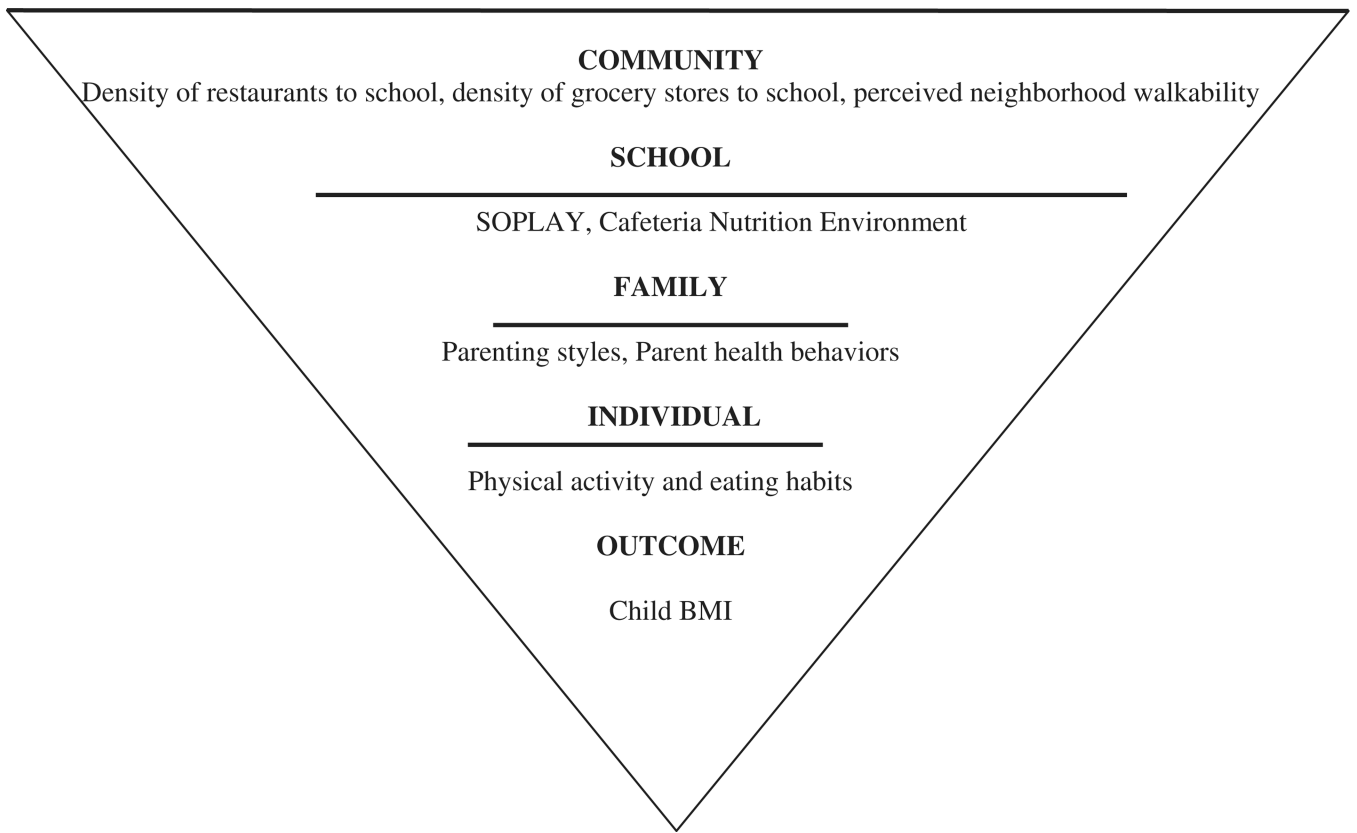 COMMUNITY
Density of restaurants to school, density of grocery stores to school, perceived neighborhood walkability
SCHOOL
SOPLAY, Cafeteria Nutrition Environment
FAMILY
Parenting styles, Parent health behaviors
INDIVIDUAL
Physical activity and eating habits
OUTCOME
Child BMI